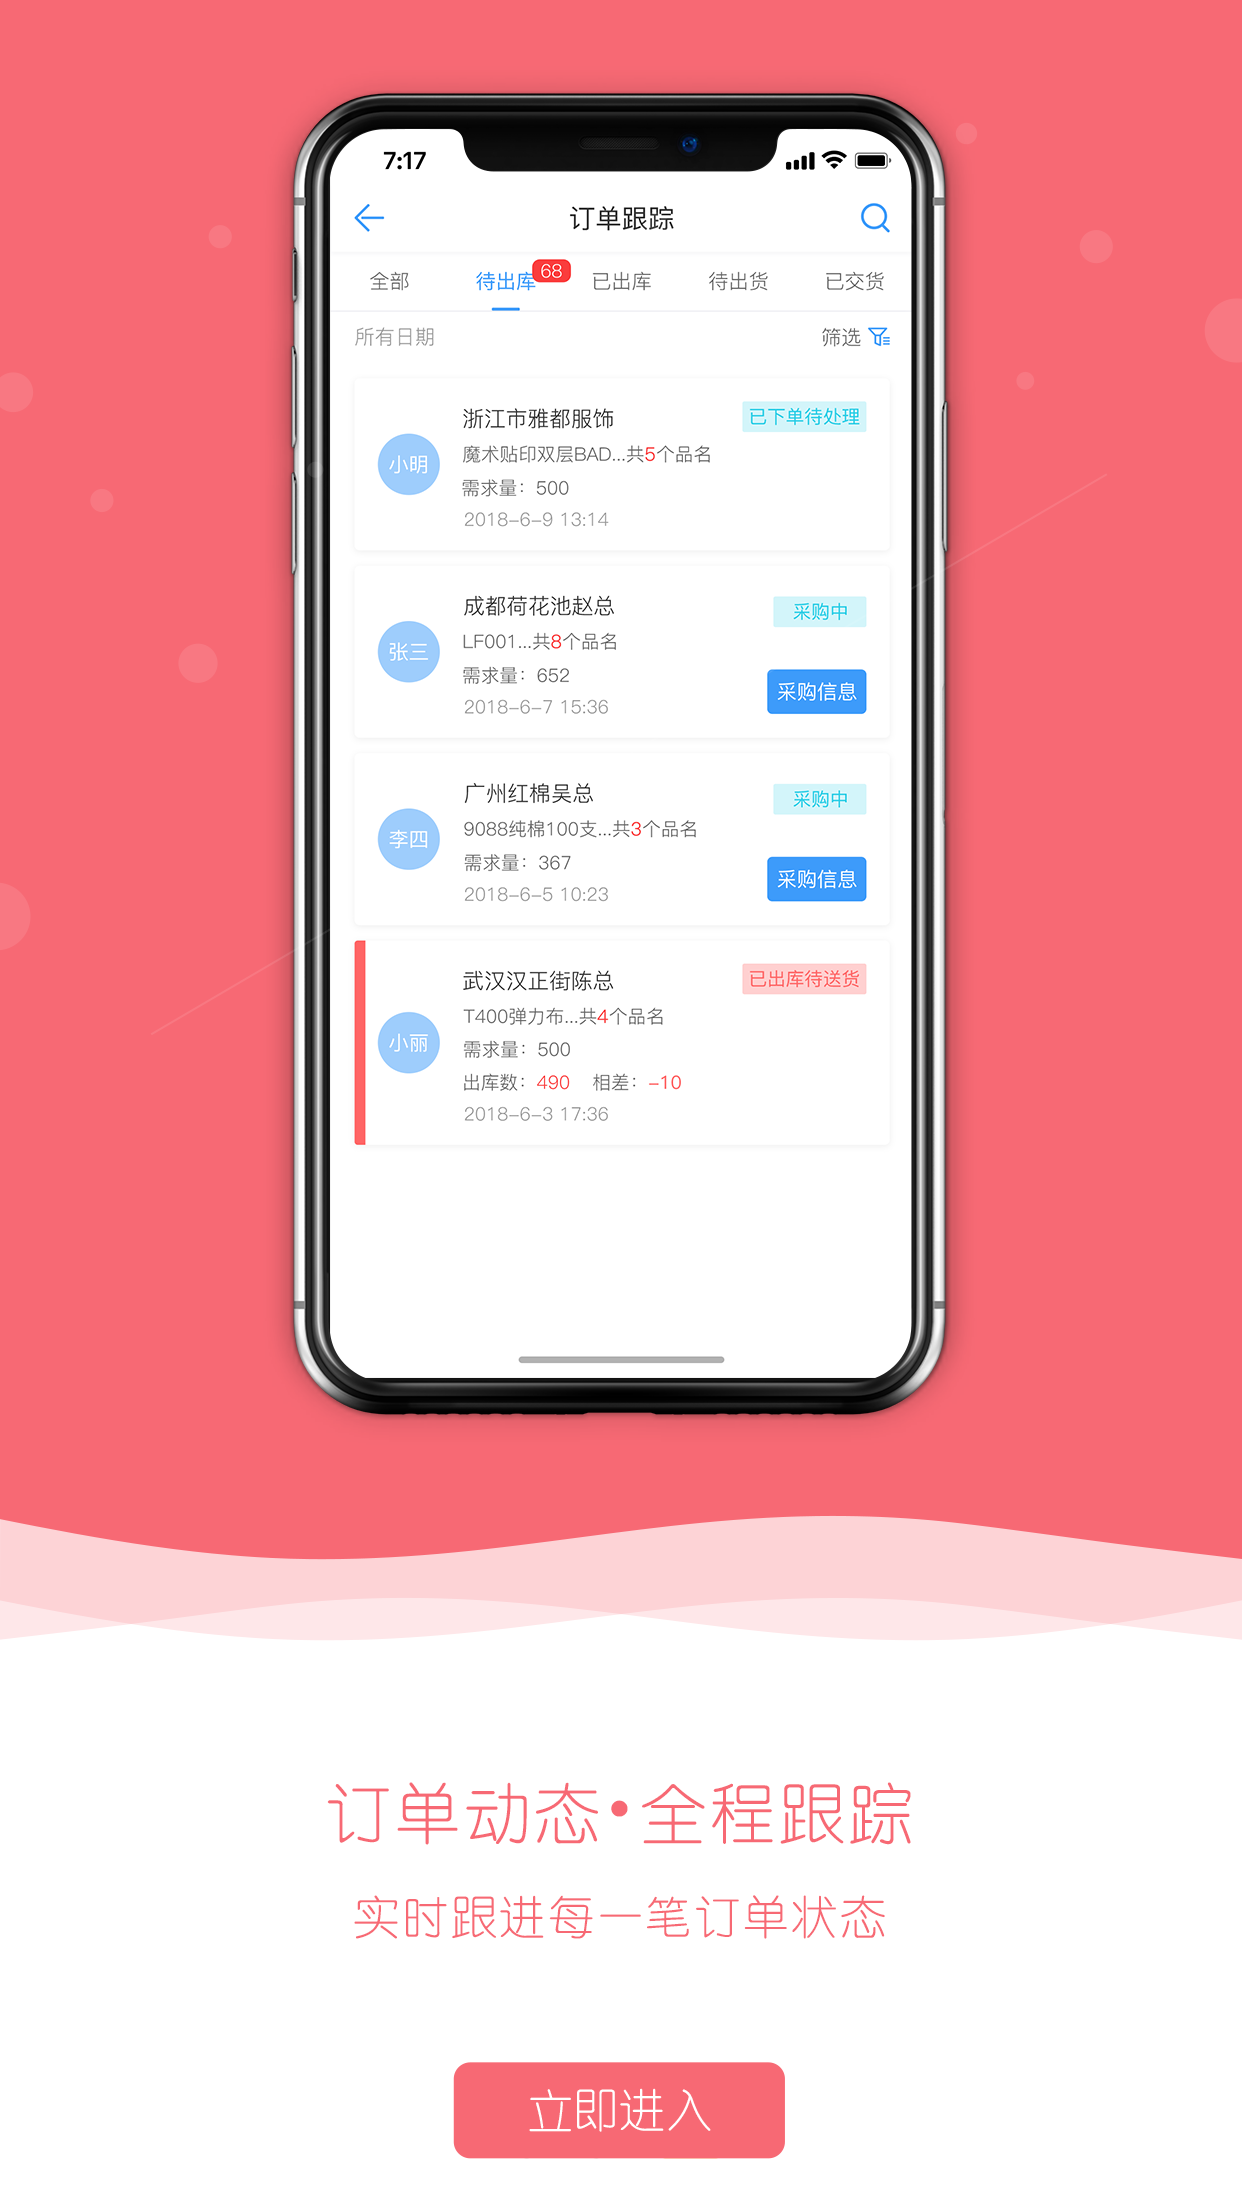 7:17
订单跟踪
全部 待出库 68 已出库 待出货 已交货
所有日期 筛选
小明
浙江市雅都服饰 已下单待处理
魔术贴印双层BAD...共5个品名
需求量：500
2018-6-9 13:14
张三
成都荷花池赵总 采购中
LF001...共8个品名
需求量：652
2018-6-7 15:36
采购信息
李四
广州红棉吴总 采购中
9088纯棉100支...共3个品名
需求量：367
2018-6-5 10:23
采购信息
小丽
武汉汉正街陈总 已出库待送货
T400弹力布...共4个品名
需求量：500
出库数：490 相差：-10
2018-6-3 17:36
订单动态·全程跟踪
实时跟进每一笔订单状态
立即进入